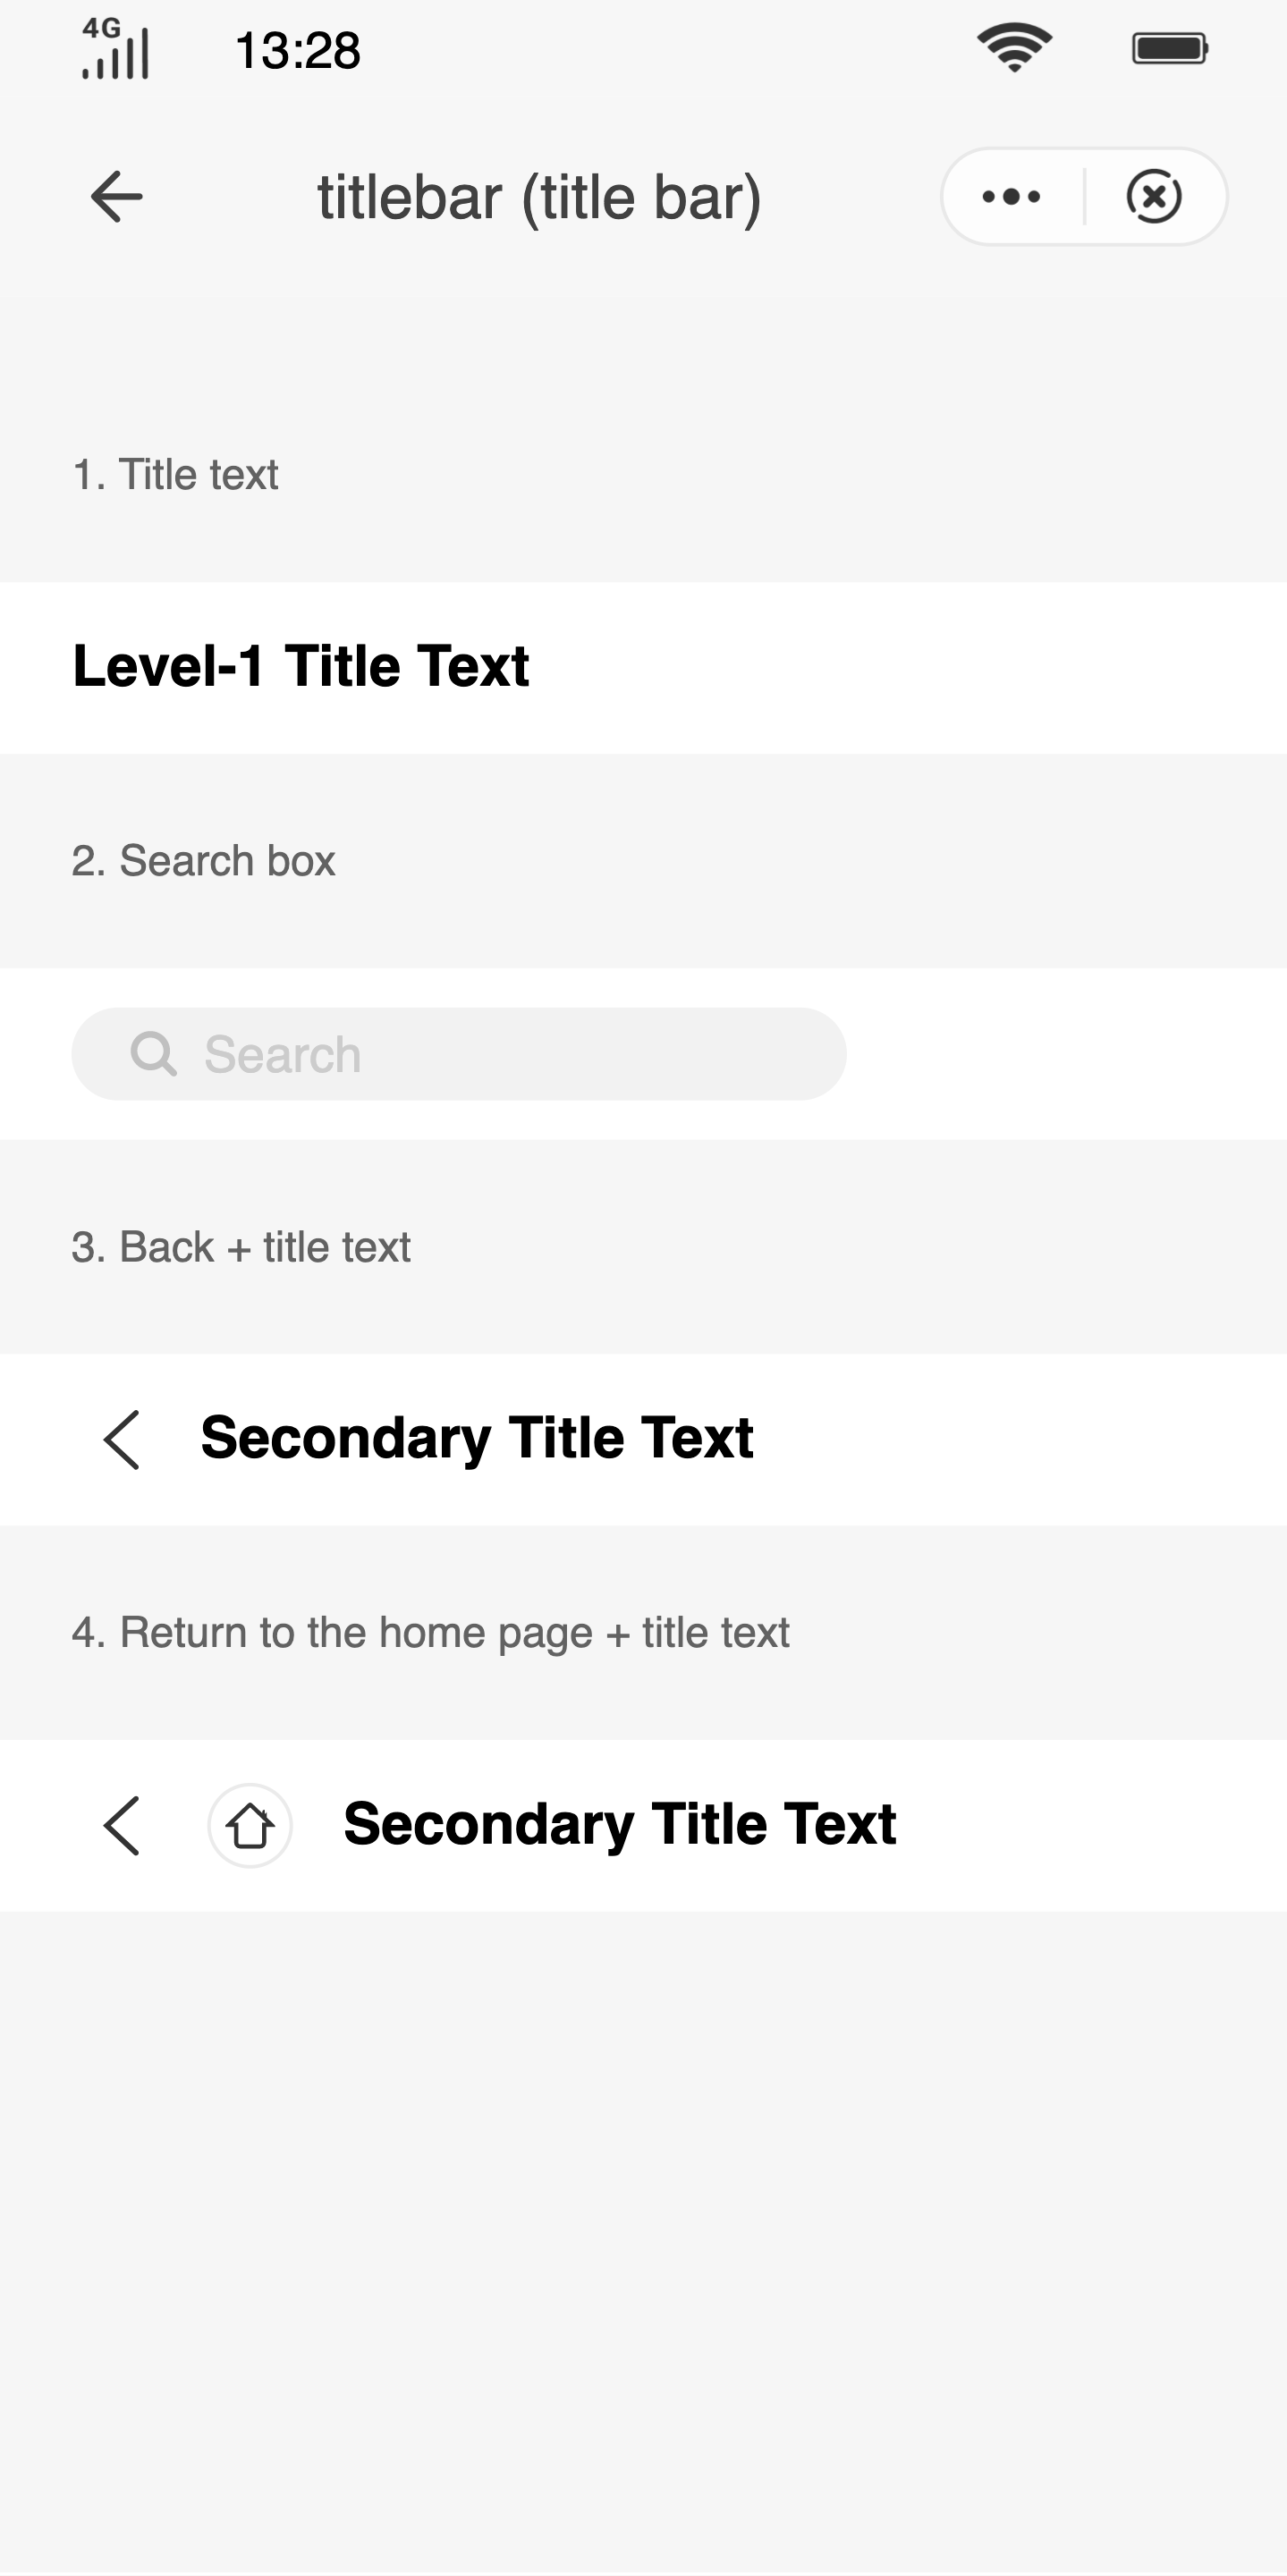 4G
13:28
titlebar (title bar)
1. Title text
Level-1 Title Text
2. Search box
Search
3. Back + title text
Secondary Title Text
4. Return to the home page + title text
Secondary Title Text